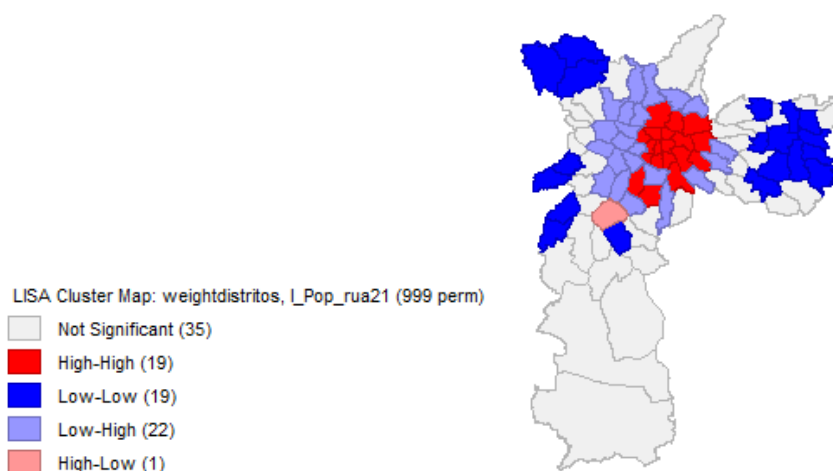 LISA Cluster Map: weightdistritos, I_Pop_rua21 (999 perm)
Not Significant (35)
High-High (19)
Low-Low (19)
Low-High (22)
High-Low (1)